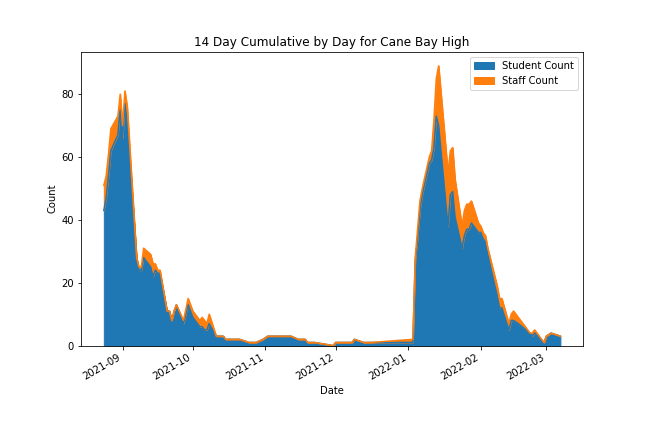 14 Day Cumulative by Day for Cane Bay High
Student Count
Staff Count
Count
80
60
40
20
0
2021-09
2021-10
2021-11
2021-12
2022-01
2022-02
2022-03
Date